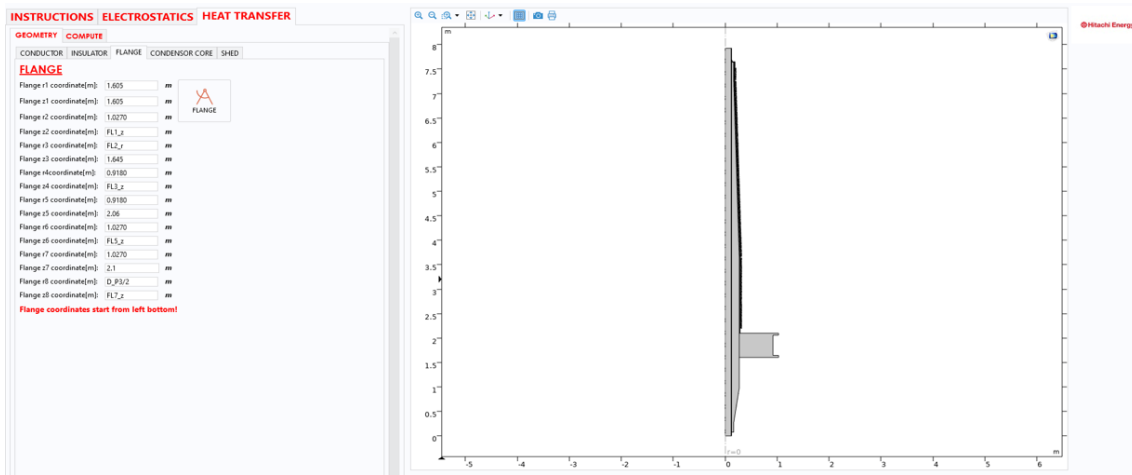 INSTRUCTIONS ELECTROSTATICS HEAT TRANSFER
GEOMETRY COMPUTE
CONDUCTOR INSULATOR FLANGE CONDENSOR CORE SHED
FLANGE
Flange r1 coordinate[m]: 1.605 m
Flange z1 coordinate[m]: 1.605 m
Flange r2 coordinate[m]: 1.0270 m
Flange z2 coordinate[m]: FL1_z m
Flange r3 coordinate[m]: FL2_r m
Flange z3 coordinate[m]: 1.645 m
Flange r4coordinate[m]: 0.9180 m
Flange z4 coordinate[m]: FL3_z m
Flange r5 coordinate[m]: 0.9180 m
Flange z5 coordinate[m]: 2.06 m
Flange r6 coordinate[m]: 1.0270 m
Flange z6 coordinate[m]: FL5_z m
Flange r7 coordinate[m]: 1.0270 m
Flange z7 coordinate[m]: 2.1 m
Flange r8 coordinate[m]: D_P3/2 m
Flange z8 coordinate[m]: FL7_z m
Flange coordinates start from left bottom!
FLANGE
m
8
7.5
7
6.5
6
5.5
5
4.5
4
3.5
3
2.5
2
1.5
1
0.5
0
r=0
m
-5 -4 -3 -2 -1 0 1 2 3 4 5 6
Hitachi Energy